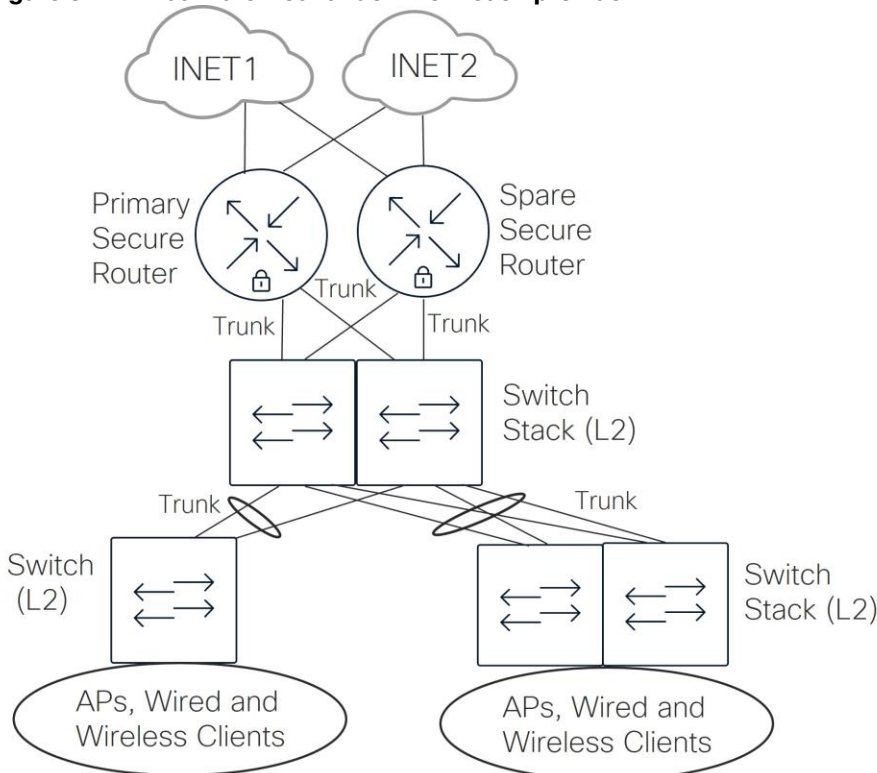 INET1
INET2
Primary
Secure
Router
Spare
Secure
Router
Trunk
Trunk
Trunk
Switch
Stack (L2)
Trunk
Trunk
Switch
(L2)
Switch
Stack (L2)
APs, Wired and
Wireless Clients
APs, Wired and
Wireless Clients